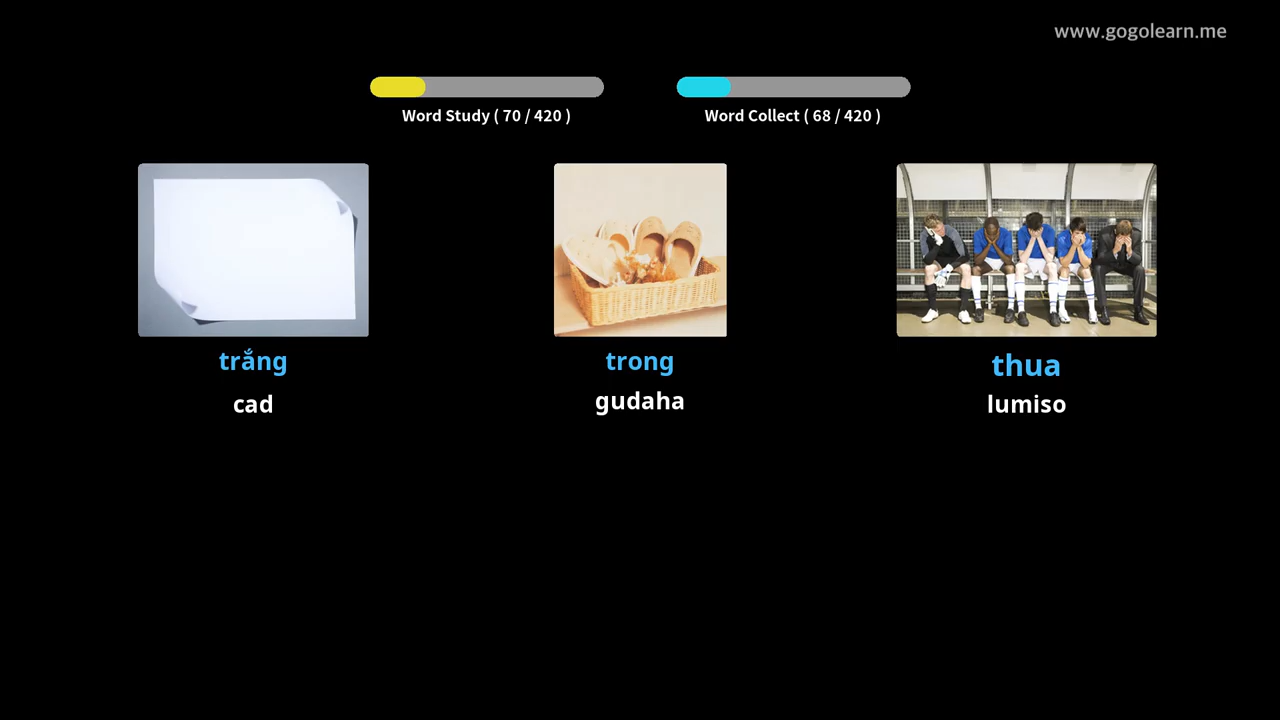 www.gogolearn.me
Word Study ( 70 / 420 )
Word Collect ( 68 / 420 )
trắng
trong
thua
cad
gudaha
lumiso